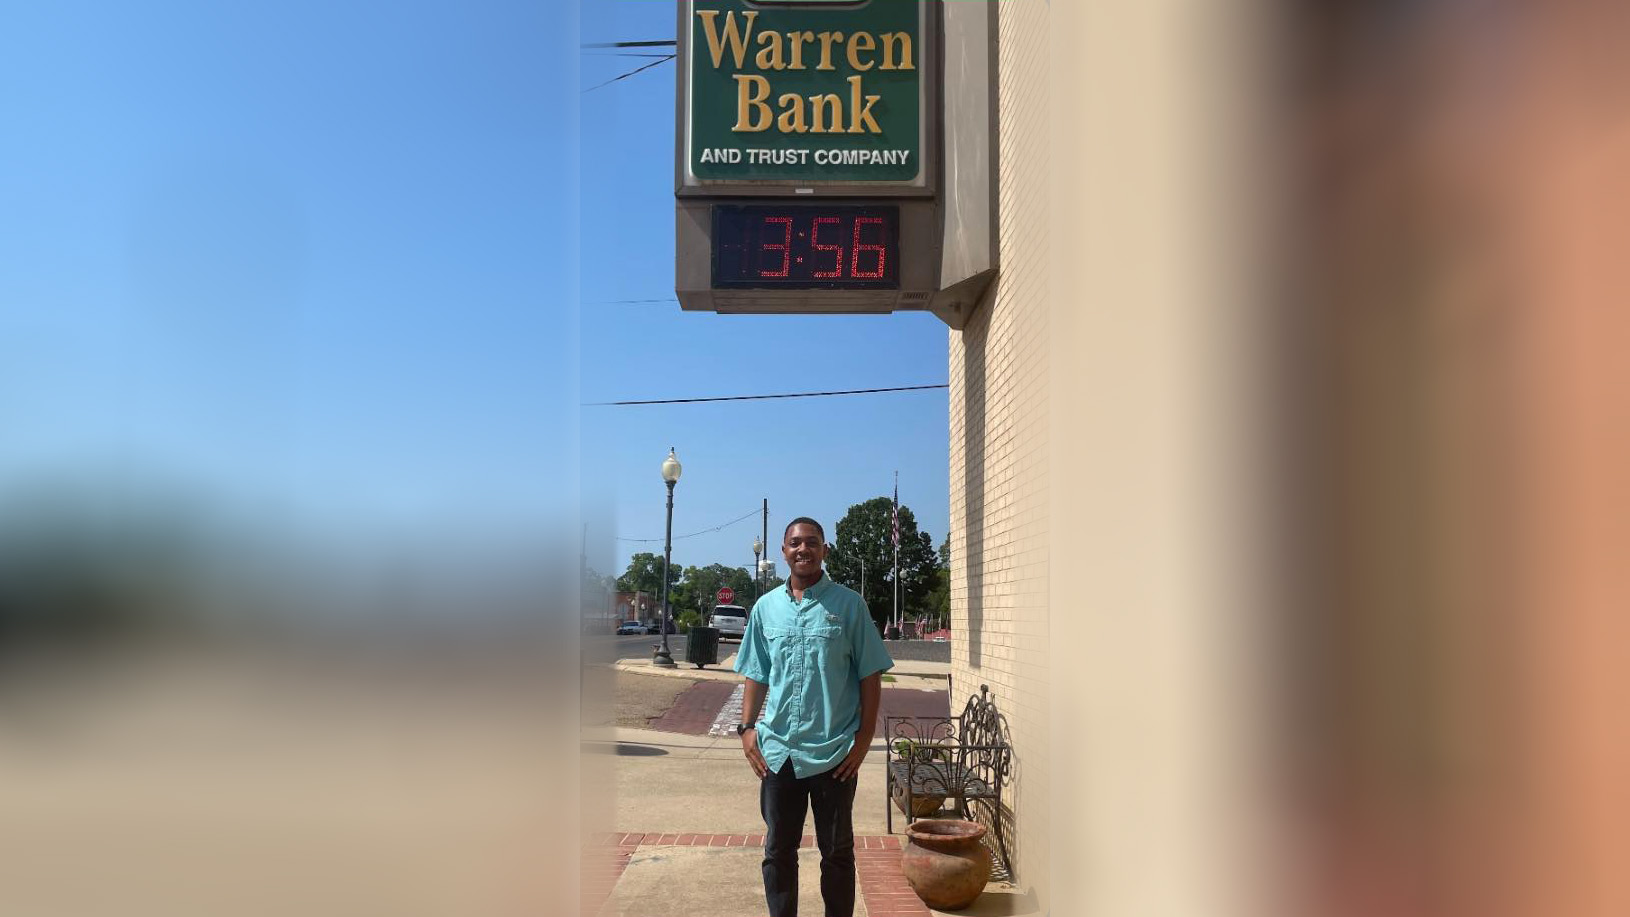 Warren
Bank
AND TRUST COMPANY
3:56
STOP